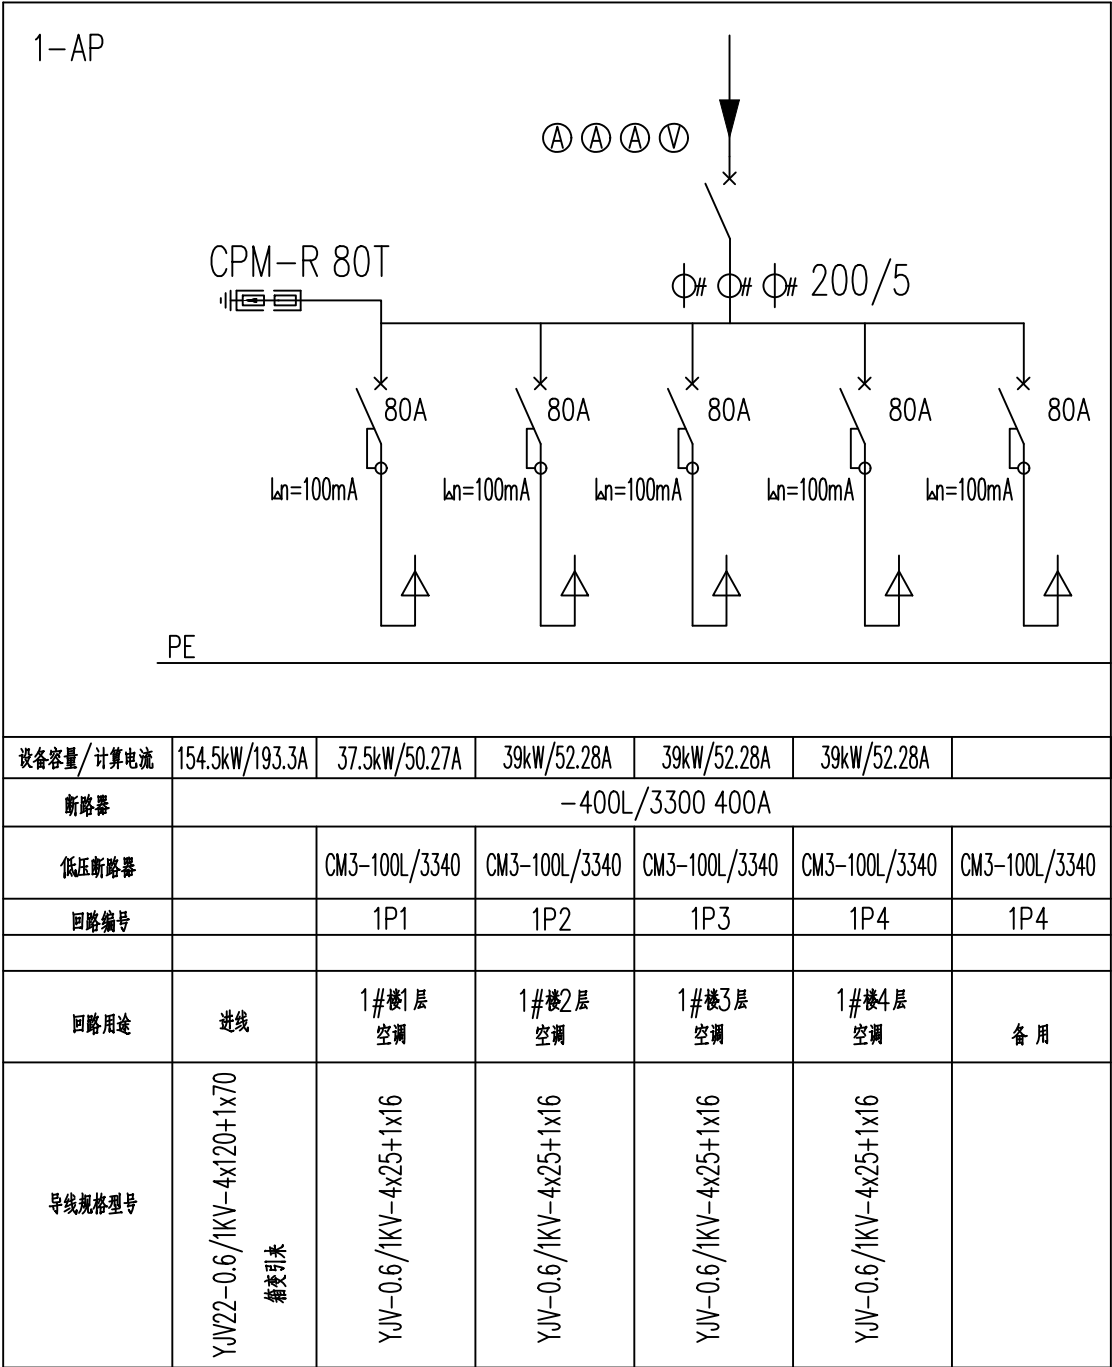 1-AP
A A A V
CPM-R 80T
# # # 200/5
80A 80A 80A 80A 80A
I△n=100mA I△n=100mA I△n=100mA I△n=100mA I△n=100mA
PE
设备容量/计算电流 154.5kW/193.3A 37.5kW/50.27A 39kW/52.28A 39kW/52.28A 39kW/52.28A
断路器 -400L/3300 400A
低压断路器 CM3-100L/3340 CM3-100L/3340 CM3-100L/3340 CM3-100L/3340 CM3-100L/3340
回路编号 1P1 1P2 1P3 1P4 1P4
回路用途 进线 1#楼1层 1#楼2层 1#楼3层 1#楼4层
空调 空调 空调 空调 备用
导线规格型号
YJV22-0.6/1KV-4x120+1x70
箱变引来
YJV-0.6/1KV-4x25+1x16
YJV-0.6/1KV-4x25+1x16
YJV-0.6/1KV-4x25+1x16
YJV-0.6/1KV-4x25+1x16